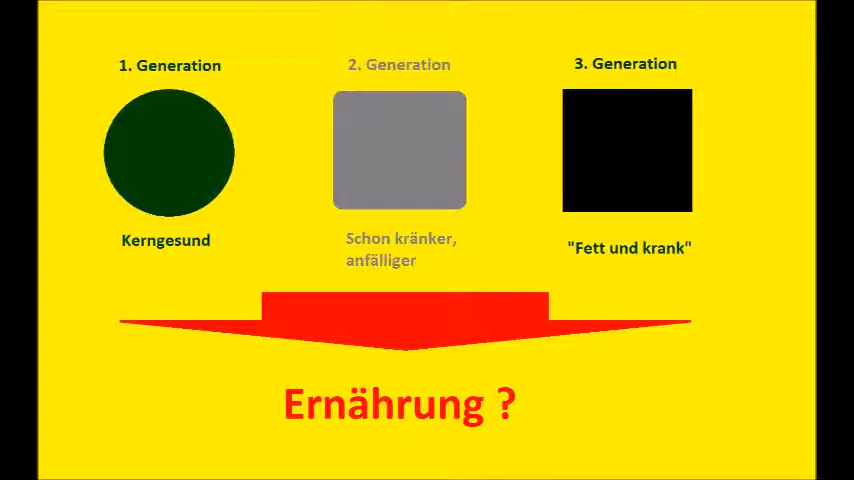 1. Generation
2. Generation
3. Generation
Kerngesund
Schon kränker,
anfälliger
"Fett und krank"
Ernährung ?